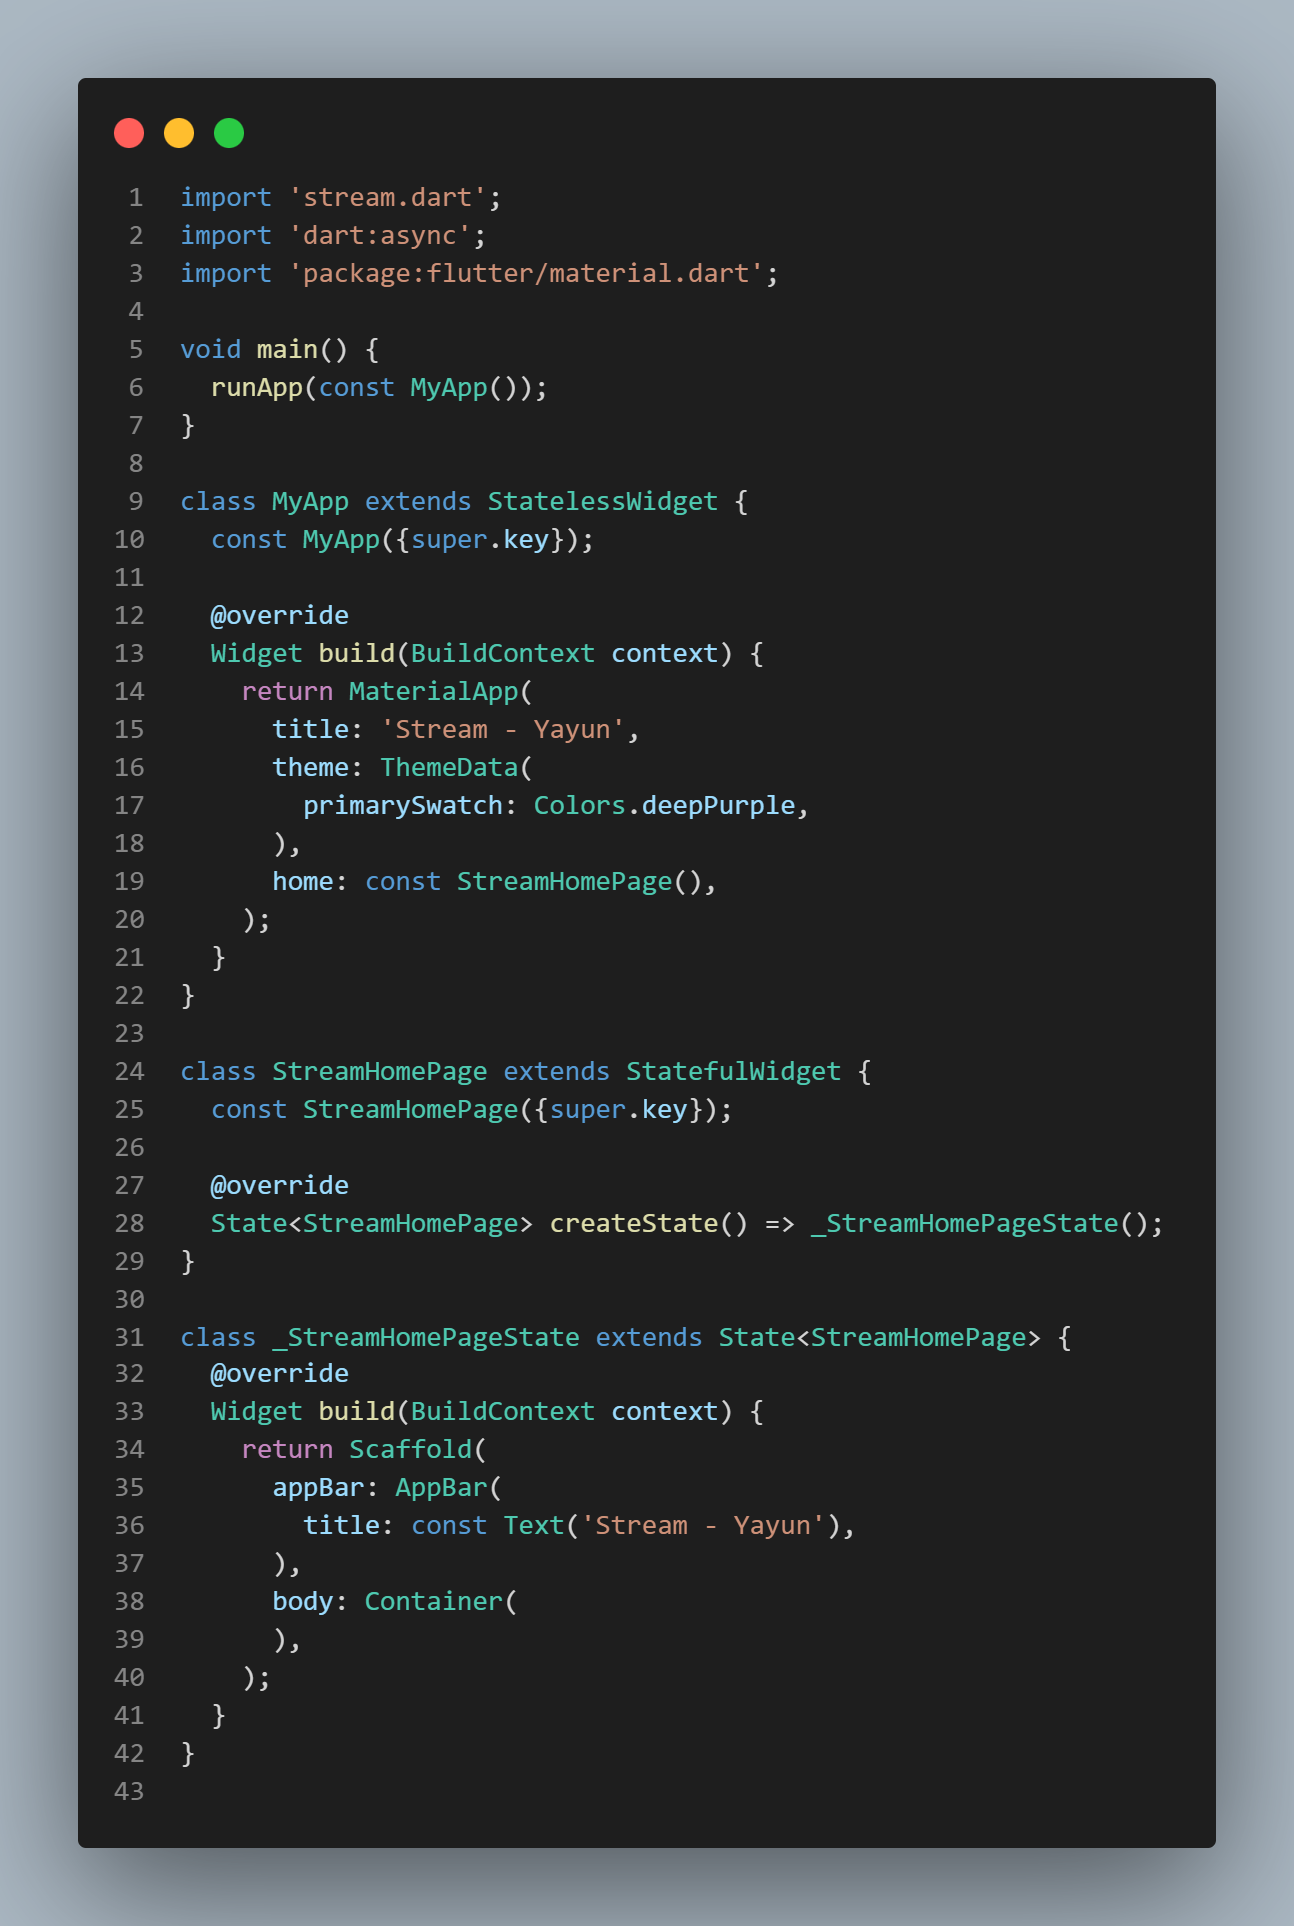 1 import 'stream.dart';
2 import 'dart:async';
3 import 'package:flutter/material.dart';
4
5 void main() {
6   runApp(const MyApp());
7 }
8
9 class MyApp extends StatelessWidget {
10   const MyApp({super.key});
11
12   @override
13   Widget build(BuildContext context) {
14     return MaterialApp(
15       title: 'Stream - Yayun',
16       theme: ThemeData(
17         primarySwatch: Colors.deepPurple,
18       ),
19       home: const StreamHomePage(),
20     );
21   }
22 }
23
24 class StreamHomePage extends StatefulWidget {
25   const StreamHomePage({super.key});
26
27   @override
28   State<StreamHomePage> createState() => _StreamHomePageState();
29 }
30
31 class _StreamHomePageState extends State<StreamHomePage> {
32   @override
33   Widget build(BuildContext context) {
34     return Scaffold(
35       appBar: AppBar(
36         title: const Text('Stream - Yayun'),
37       ),
38       body: Container(
39       ),
40     );
41   }
42 }
43